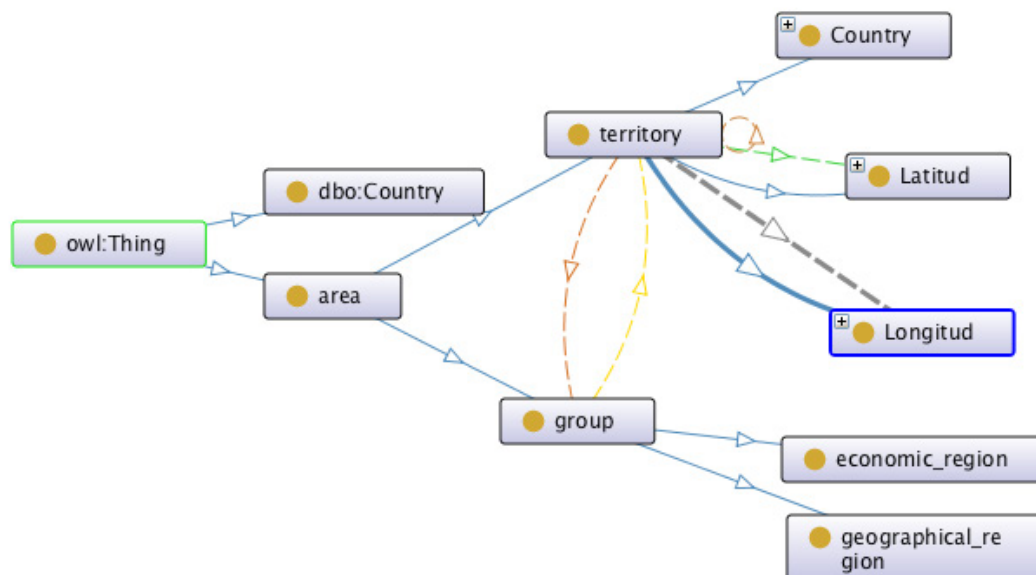 Country
territory
Latitud
dbo:Country
owl:Thing
area
Longitud
group
economic_region
geographical_re
gion